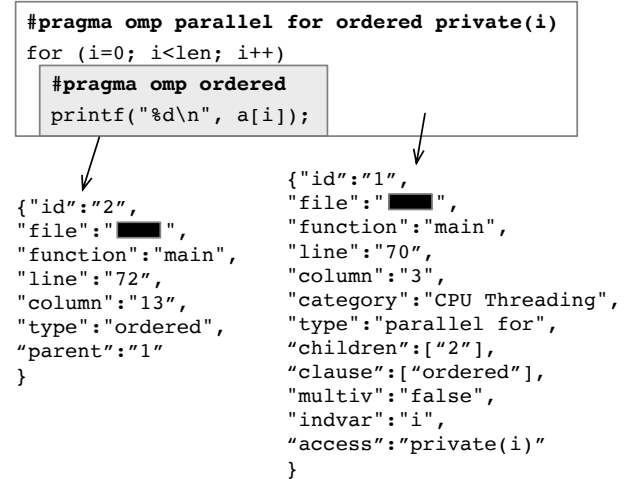 #pragma omp parallel for ordered private(i)
for (i=0; i<len; i++)
#pragma omp ordered
printf("%d\n", a[i]);
{"id”:”2”,
"file":" ",
"function":"main",
"line":"72”,
"column":"13”,
"type":"ordered",
“parent”:”1”
}
{"id”:”1”,
"file":" ",
"function":"main",
"line":"70”,
"column":"3",
"category":"CPU Threading",
"type":"parallel for",
“children”:[“2”],
“clause”:[“ordered”],
"multiv":"false",
"indvar":"i",
“access”:”private(i)”
}